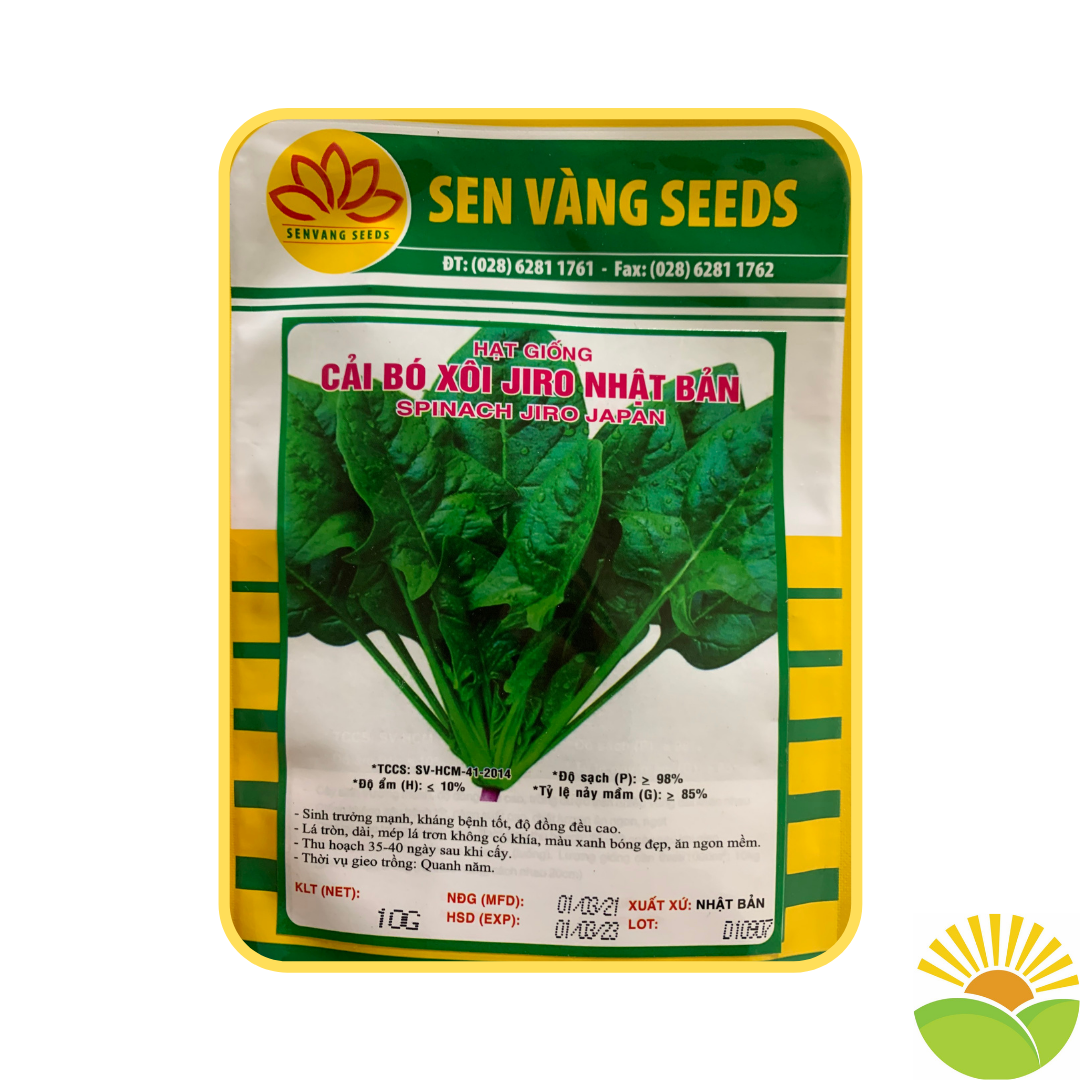 SENVANG SEEDS
SEN VÀNG SEEDS
ĐT: (028) 6281 1761 - Fax: (028) 6281 1762
HẠT GIỐNG
CẢI BÓ XÔI JIRO NHẬT BẢN
SPINACH JIRO JAPAN
*TCCS: SV-HCM-41-2014 *Độ sạch (P): ≥ 98%
*Độ ẩm (H): ≤ 10% *Tỷ lệ nảy mầm (G): ≥ 85%
- Sinh trưởng mạnh, kháng bệnh tốt, độ đồng đều cao.
- Lá tròn, dài, mép lá trơn không có khía, màu xanh bóng đẹp, ăn ngon mềm.
- Thu hoạch 35-40 ngày sau khi cấy.
- Thời vụ gieo trồng: Quanh năm.
KLT (NET): 10G NĐG (MFD): 01/03/21 XUẤT XỨ: NHẬT BẢN
HSD (EXP): 01/03/23 LOT: D10907